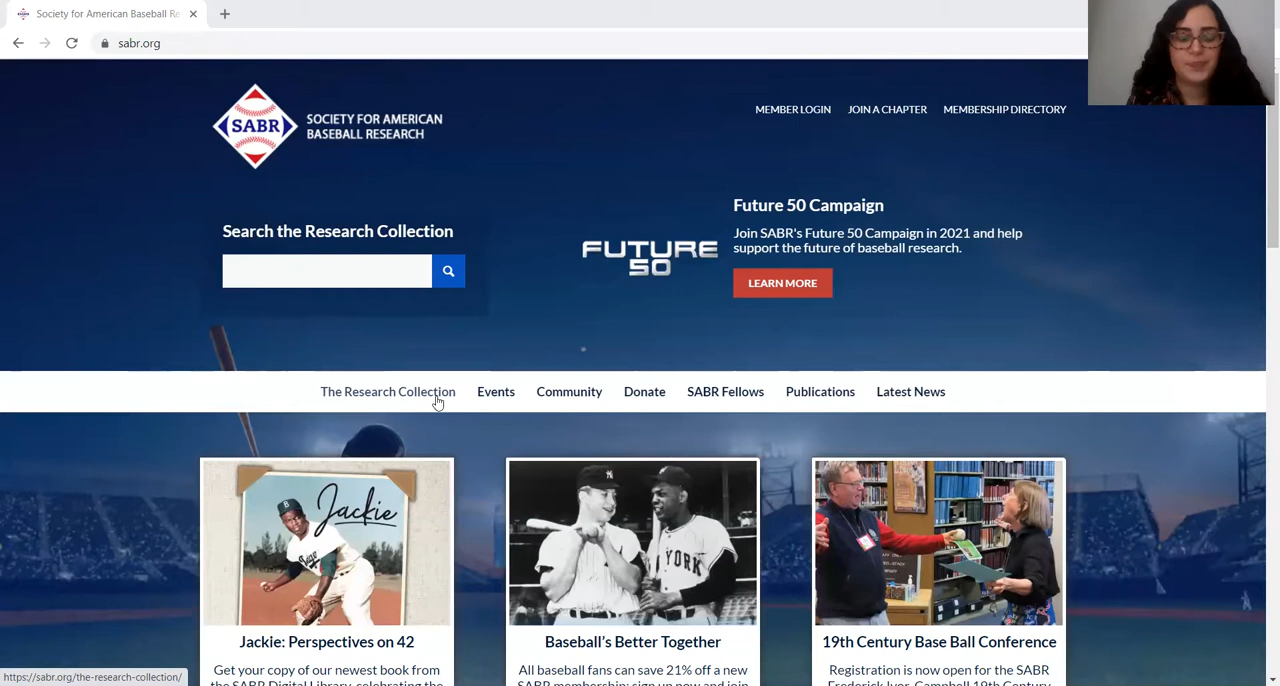 Society for American Baseball Re
sabr.org
SABR
SOCIETY FOR AMERICAN
BASEBALL RESEARCH
MEMBER LOGIN
JOIN A CHAPTER
MEMBERSHIP DIRECTORY
Search the Research Collection
FUTURE
50
Future 50 Campaign
Join SABR's Future 50 Campaign in 2021 and help
support the future of baseball research.
LEARN MORE
The Research Collection
Events
Community
Donate
SABR Fellows
Publications
Latest News
B
Jackie
YORK
Jackie: Perspectives on 42
Get your copy of our newest book from
the SABR Digital Library, celebrating the
Baseball’s Better Together
All baseball fans can save 21% off a new
SABR membership: sign up now and join
19th Century Base Ball Conference
Registration is now open for the SABR
Frederick Ivor-Campbell 19th Century
https://sabr.org/the-research-collection/